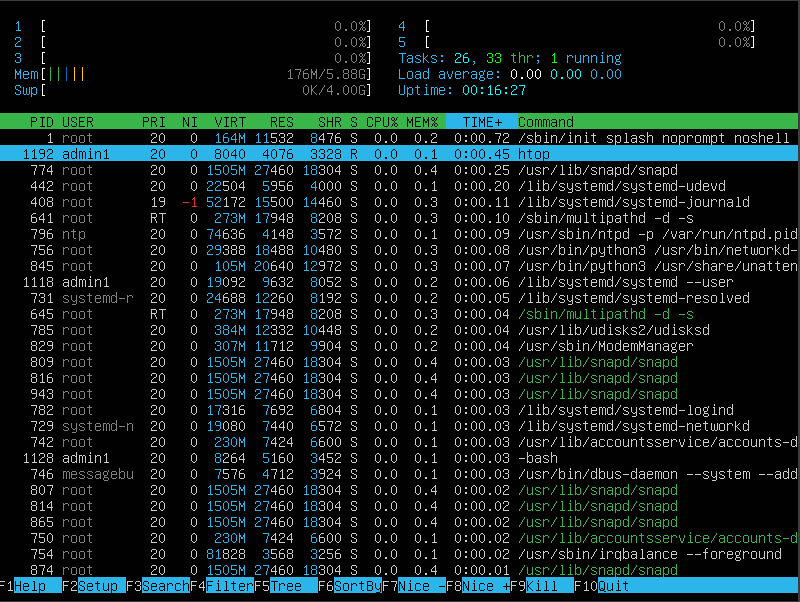 1 [ 0.0%] 4 [ 0.0%]
2 [ 0.0%] 5 [ 0.0%]
3 [ 0.0%] Tasks: 26, 33 thr; 1 running
Mem[||||| 176M/5.88G] Load average: 0.00 0.00 0.00
Swp[ 0K/4.00G] Uptime: 00:16:27
PID USER PRI NI VIRT RES SHR S CPU% MEM% TIME+ Command
1 root 20 0 164M 11532 8476 S 0.0 0.2 0:00.72 /sbin/init splash noprompt noshell
1192 admin1 20 0 8040 4076 3328 R 0.0 0.1 0:00.45 htop
774 root 20 0 1505M 27460 18304 S 0.0 0.4 0:00.25 /usr/lib/snapd/snapd
442 root 20 0 22504 5956 4000 S 0.0 0.1 0:00.20 /lib/systemd/systemd-udevd
408 root 19 -1 52172 15500 14460 S 0.0 0.3 0:00.11 /lib/systemd/systemd-journald
641 root RT 0 273M 17948 8208 S 0.0 0.3 0:00.10 /sbin/multipathd -d -s
796 ntp 20 0 74636 4148 3572 S 0.0 0.1 0:00.09 /usr/sbin/ntpd -p /var/run/ntpd.pid
756 root 20 0 29388 18488 10480 S 0.0 0.3 0:00.08 /usr/bin/python3 /usr/bin/networkd-
845 root 20 0 105M 20640 12972 S 0.0 0.3 0:00.07 /usr/bin/python3 /usr/share/unatten
1118 admin1 20 0 19092 9632 8052 S 0.0 0.2 0:00.06 /lib/systemd/systemd --user
731 systemd-r 20 0 24688 12260 8192 S 0.0 0.2 0:00.05 /lib/systemd/systemd-resolved
645 root RT 0 273M 17948 8208 S 0.0 0.3 0:00.04 /sbin/multipathd -d -s
785 root 20 0 384M 12332 10448 S 0.0 0.2 0:00.04 /usr/lib/udisks2/udisksd
829 root 20 0 307M 11712 9904 S 0.0 0.2 0:00.04 /usr/sbin/ModemManager
809 root 20 0 1505M 27460 18304 S 0.0 0.4 0:00.03 /usr/lib/snapd/snapd
816 root 20 0 1505M 27460 18304 S 0.0 0.4 0:00.03 /usr/lib/snapd/snapd
943 root 20 0 1505M 27460 18304 S 0.0 0.4 0:00.03 /usr/lib/snapd/snapd
782 root 20 0 17316 7692 6804 S 0.0 0.1 0:00.03 /lib/systemd/systemd-logind
729 systemd-n 20 0 19080 7440 6572 S 0.0 0.1 0:00.03 /lib/systemd/systemd-networkd
742 root 20 0 230M 7424 6600 S 0.0 0.1 0:00.03 /usr/lib/accountsservice/accounts-d
1128 admin1 20 0 8264 5160 3452 S 0.0 0.1 0:00.03 -bash
746 messagebu 20 0 7576 4712 3924 S 0.0 0.1 0:00.03 /usr/bin/dbus-daemon --system --add
807 root 20 0 1505M 27460 18304 S 0.0 0.4 0:00.02 /usr/lib/snapd/snapd
814 root 20 0 1505M 27460 18304 S 0.0 0.4 0:00.02 /usr/lib/snapd/snapd
865 root 20 0 1505M 27460 18304 S 0.0 0.4 0:00.02 /usr/lib/snapd/snapd
750 root 20 0 230M 7424 6600 S 0.0 0.1 0:00.02 /usr/lib/accountsservice/accounts-d
754 root 20 0 81828 3568 3256 S 0.0 0.1 0:00.02 /usr/sbin/irqbalance --foreground
874 root 20 0 1505M 27460 18304 S 0.0 0.4 0:00.01 /usr/lib/snapd/snapd
F1Help F2Setup F3SearchF4FilterF5Tree F6SortByF7Nice -F8Nice +F9Kill F10Quit